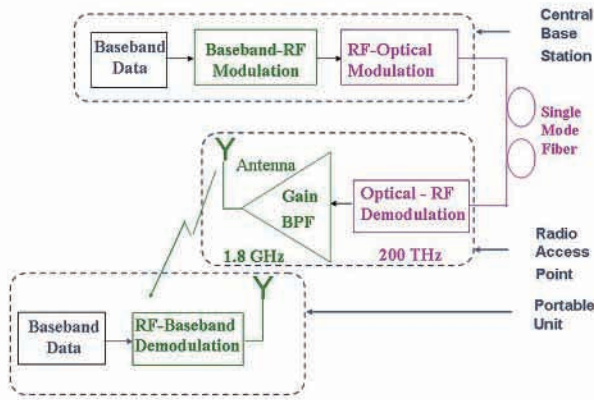 Central
Base
Station
Baseband
Data
Baseband-RF
Modulation
RF-Optical
Modulation
Single
Mode
Fiber
Antenna
Gain
BPF
Optical - RF
Demodulation
1.8 GHz
200 THz
Radio
Access
Point
Portable
Unit
Baseband
Data
RF-Baseband
Demodulation